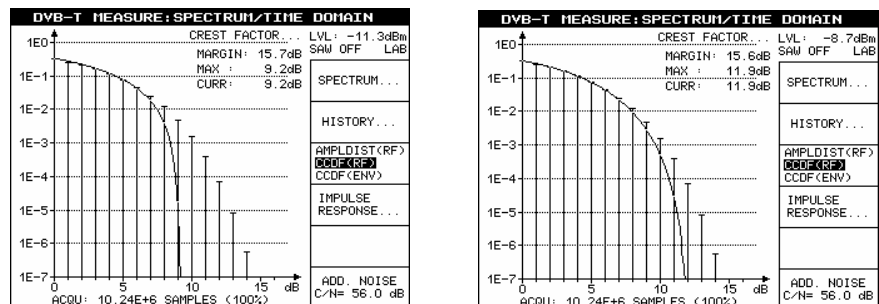 DVB-T MEASURE:SPECTRUM/TIME DOMAIN
CREST FACTOR...
MARGIN: 15.7dB
MAX : 9.2dB
CURR: 9.2dB
LVL: -11.3dBm
SAW OFF LAB
SPECTRUM...
HISTORY...
AMPLDIST(RF)
CCDF(RF)
CCDF(ENV)
IMPULSE
RESPONSE...
ADD. NOISE
C/N= 56.0 dB
1E0
1E-1
1E-2
1E-3
1E-4
1E-5
1E-6
1E-7
0 5 10 15 dB
ACQU: 10.24E+6 SAMPLES (100%)
DVB-T MEASURE:SPECTRUM/TIME DOMAIN
CREST FACTOR...
MARGIN: 15.6dB
MAX : 11.9dB
CURR: 11.9dB
LVL: -8.7dBm
SAW OFF LAB
SPECTRUM...
HISTORY...
AMPLDIST(RF)
CCDF(RF)
CCDF(ENV)
IMPULSE
RESPONSE...
ADD. NOISE
C/N= 56.0 dB
1E0
1E-1
1E-2
1E-3
1E-4
1E-5
1E-6
1E-7
0 5 10 15 dB
ACQU: 10.24E+6 SAMPLES (100%)